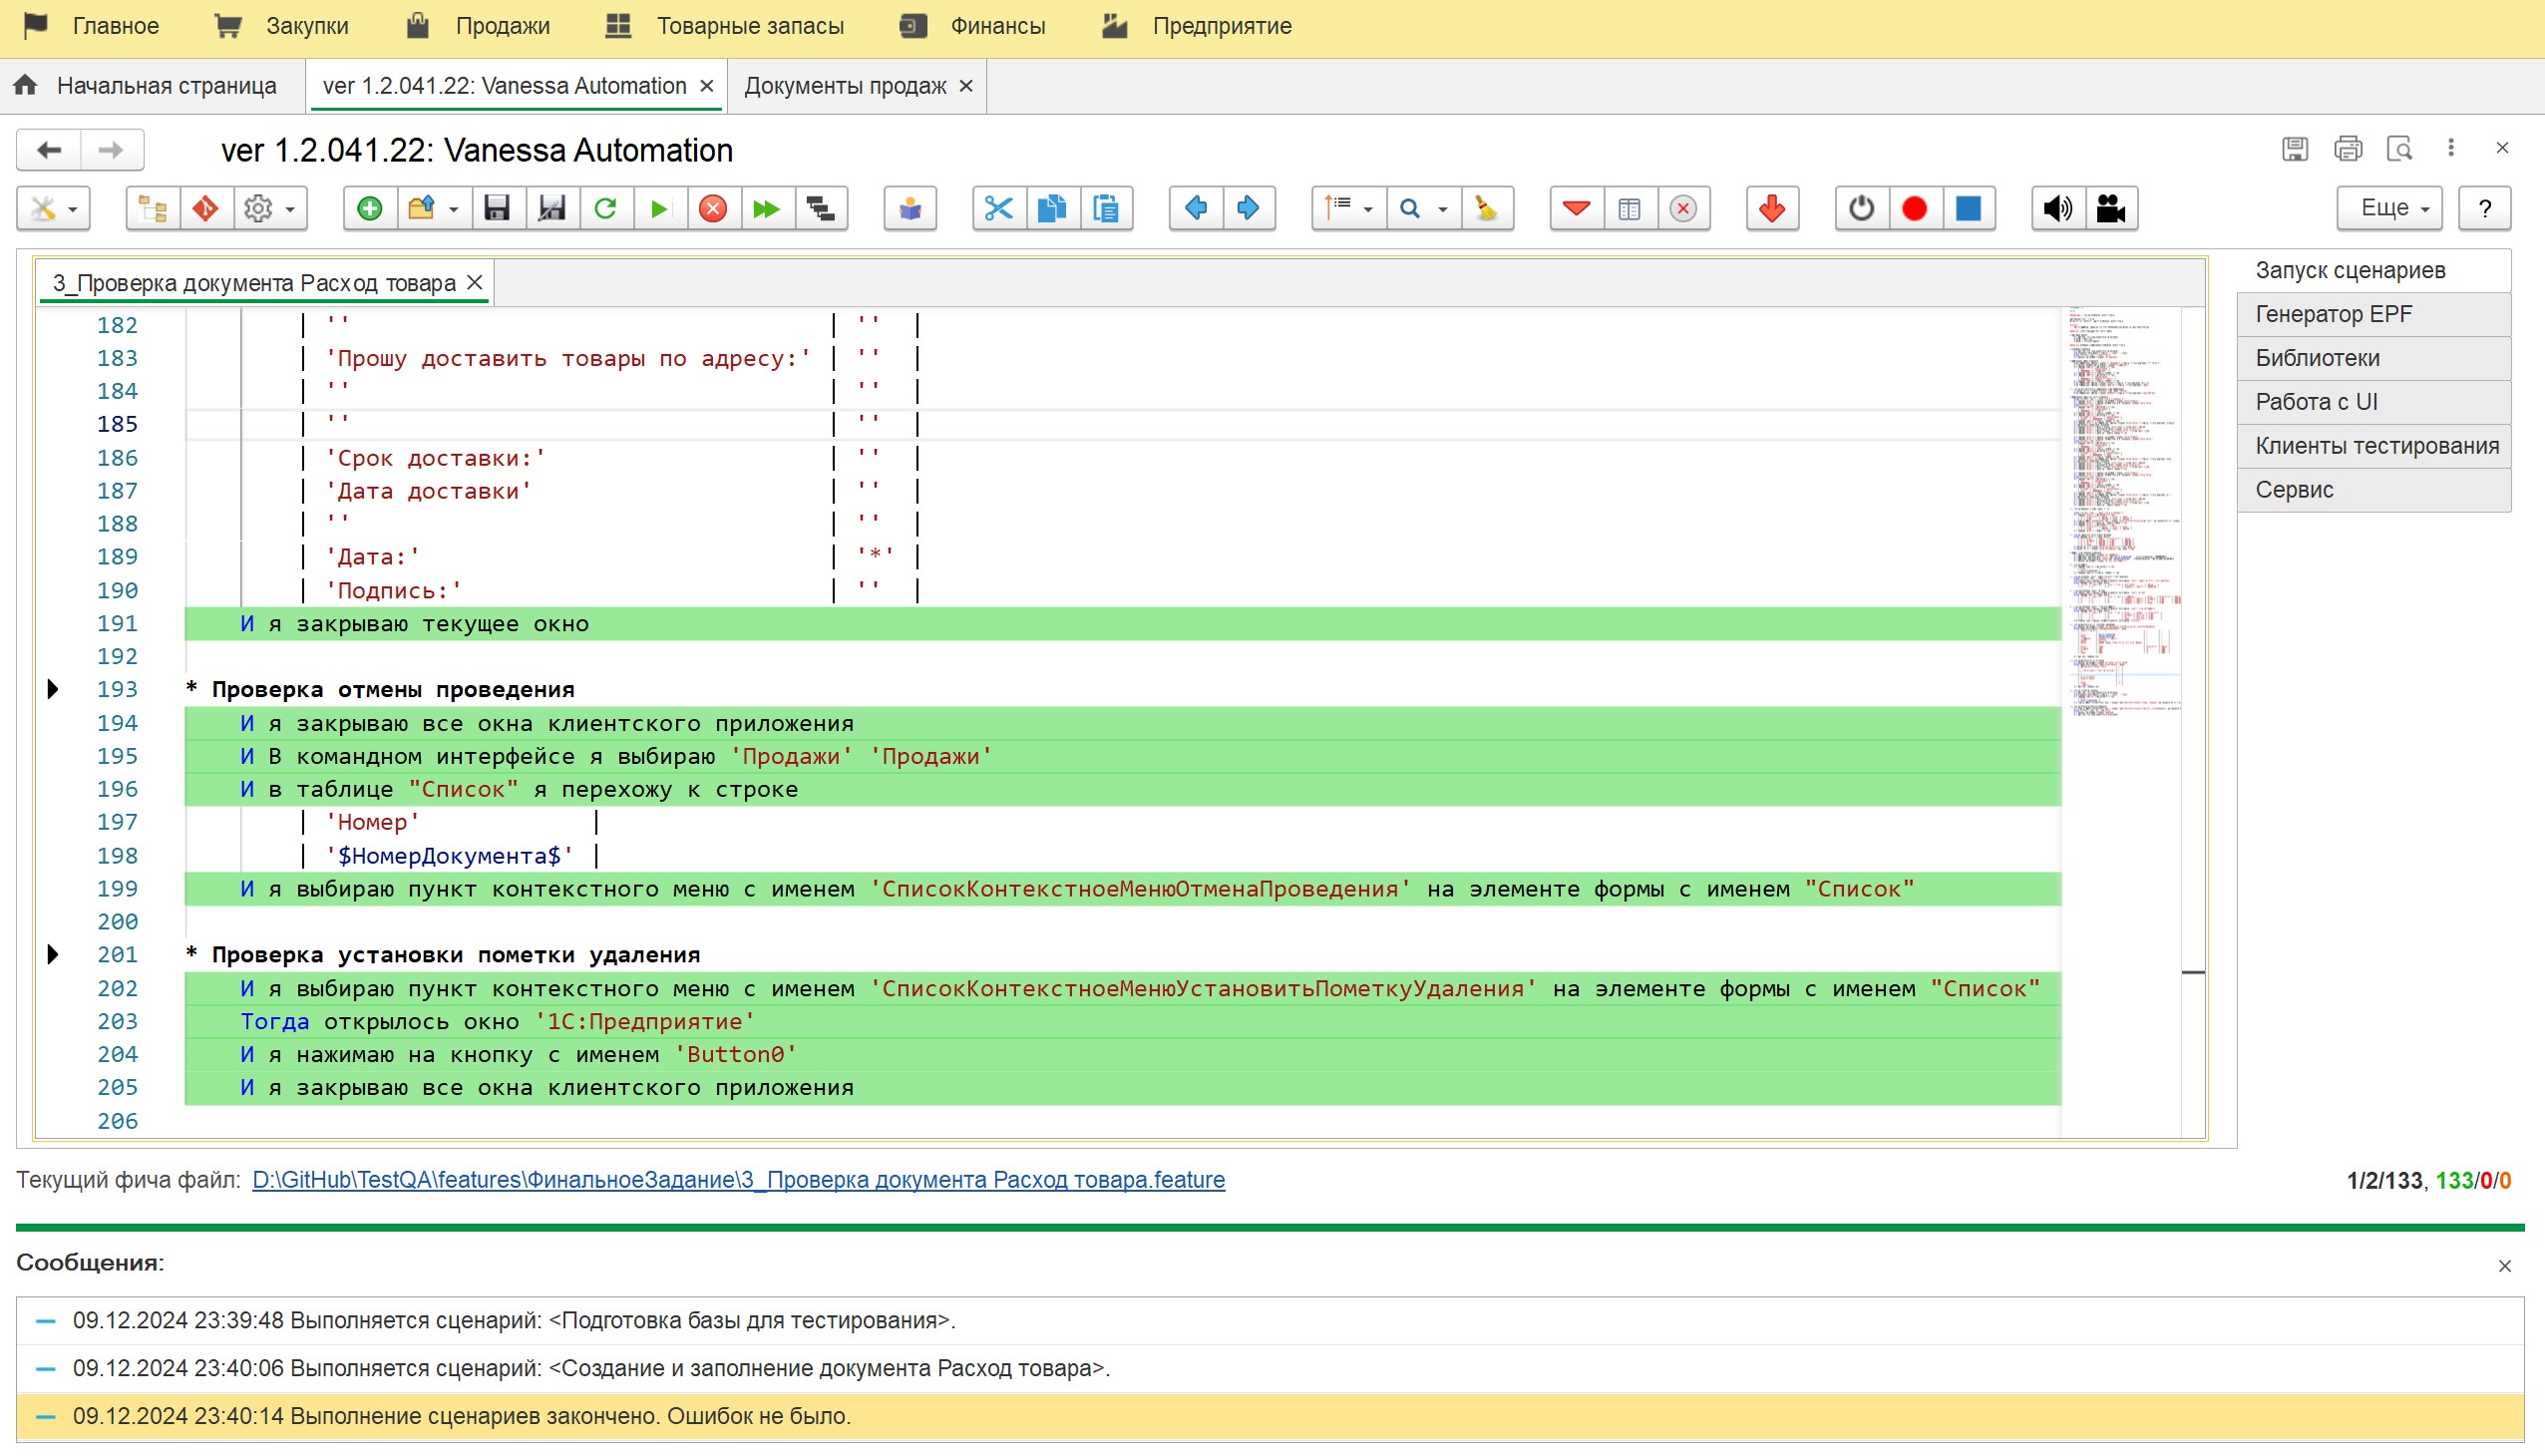 Главное Закупки Продажи Товарные запасы Финансы Предприятие
Начальная страница ver 1.2.041.22: Vanessa Automation × Документы продаж ×
ver 1.2.041.22: Vanessa Automation
Еще ?
3_Проверка документа Расход товара ×
Запуск сценариев
Генератор EPF
Библиотеки
Работа с UI
Клиенты тестирования
Сервис
182 | '' | '' |
183 | 'Прошу доставить товары по адресу:' | '' |
184 | '' | '' |
185 | '' | '' |
186 | 'Срок доставки:' | '' |
187 | 'Дата доставки' | '' |
188 | '' | '' |
189 | 'Дата:' | '*' |
190 | 'Подпись:' | '' |
191 И я закрываю текущее окно
192
193 * Проверка отмены проведения
194 И я закрываю все окна клиентского приложения
195 И В командном интерфейсе я выбираю 'Продажи' 'Продажи'
196 И в таблице "Список" я перехожу к строке
197 | 'Номер' |
198 | '$НомерДокумента$' |
199 И я выбираю пункт контекстного меню с именем 'СписокКонтекстноеМенюОтменаПроведения' на элементе формы с именем "Список"
200
201 * Проверка установки пометки удаления
202 И я выбираю пункт контекстного меню с именем 'СписокКонтекстноеМенюУстановитьПометкуУдаления' на элементе формы с именем "Список"
203 Тогда открылось окно '1С:Предприятие'
204 И я нажимаю на кнопку с именем 'Button0'
205 И я закрываю все окна клиентского приложения
206
Текущий фича файл: D:\GitHub\TestQA\features\ФинальноеЗадание\3_Проверка документа Расход товара.feature 1/2/133, 133/0/0
Сообщения:
09.12.2024 23:39:48 Выполняется сценарий: <Подготовка базы для тестирования>.
09.12.2024 23:40:06 Выполняется сценарий: <Создание и заполнение документа Расход товара>.
09.12.2024 23:40:14 Выполнение сценариев закончено. Ошибок не было.